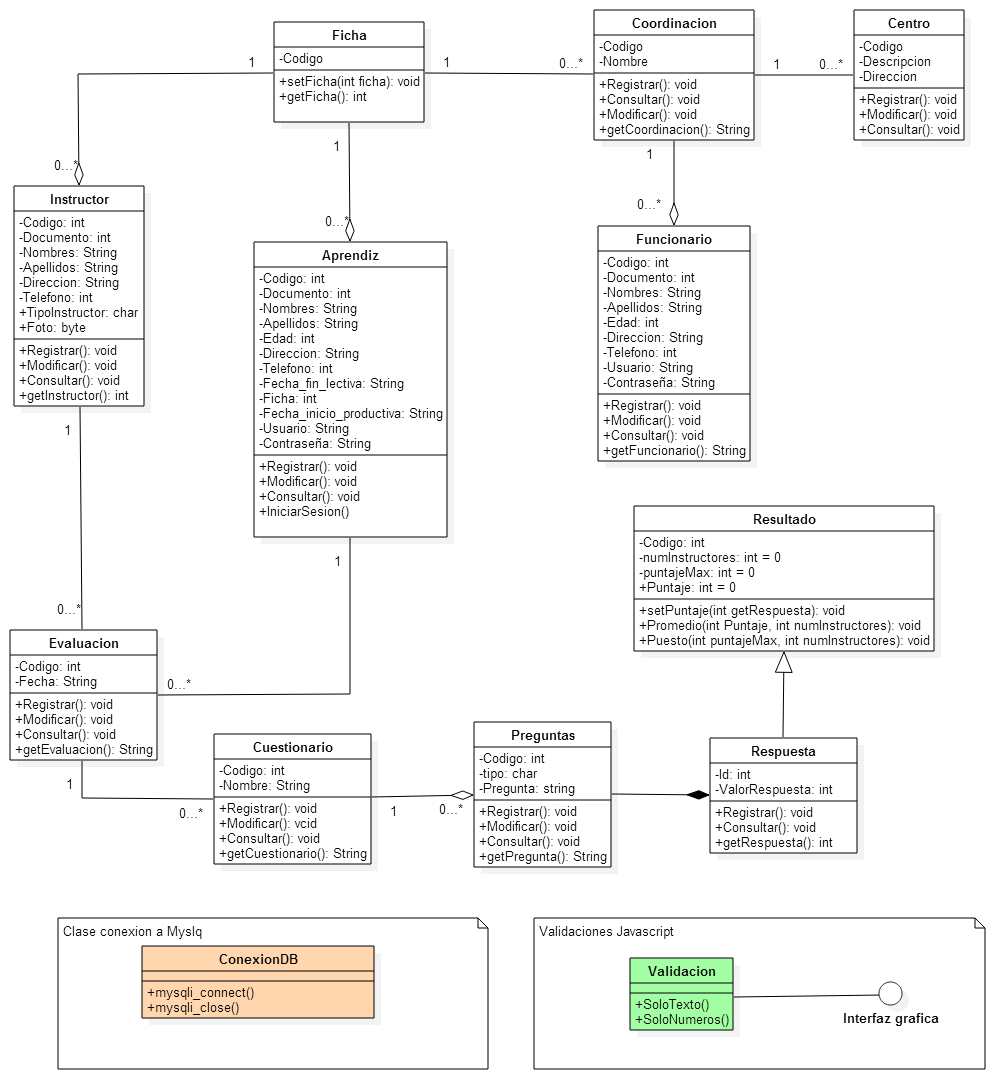 Ficha
-Codigo
+setFicha(int ficha): void
+getFicha(): int
Coordinacion
-Codigo
-Nombre
+Registrar(): void
+Consultar(): void
+Modificar(): void
+getCoordinacion(): String
Centro
-Codigo
-Descripcion
-Direccion
+Registrar(): void
+Modificar(): void
+Consultar(): void
1
1
0...*
1
0...*
0...*
1
0...*
1
0...*
Instructor
-Codigo: int
-Documento: int
-Nombres: String
-Apellidos: String
-Direccion: String
-Telefono: int
+TipoInstructor: char
+Foto: byte
+Registrar(): void
+Modificar(): void
+Consultar(): void
+getInstructor(): int
Aprendiz
-Codigo: int
-Documento: int
-Nombres: String
-Apellidos: String
-Edad: int
-Direccion: String
-Telefono: int
-Fecha_fin_lectiva: String
-Ficha: int
-Fecha_inicio_productiva: String
-Usuario: String
-Contraseña: String
+Registrar(): void
+Modificar(): void
+Consultar(): void
+IniciarSesion()
Funcionario
-Codigo: int
-Documento: int
-Nombres: String
-Apellidos: String
-Edad: int
-Direccion: String
-Telefono: int
-Usuario: String
-Contraseña: String
+Registrar(): void
+Modificar(): void
+Consultar(): void
+getFuncionario(): String
1
0...*
1
0...*
Resultado
-Codigo: int
-numInstructores: int = 0
-puntajeMax: int = 0
+Puntaje: int = 0
+setPuntaje(int getRespuesta): void
+Promedio(int Puntaje, int numInstructores): void
+Puesto(int puntajeMax, int numInstructores): void
Evaluacion
-Codigo: int
-Fecha: String
+Registrar(): void
+Modificar(): void
+Consultar(): void
+getEvaluacion(): String
1
0...*
Cuestionario
-Codigo: int
-Nombre: String
+Registrar(): void
+Modificar(): vcid
+Consultar(): void
+getCuestionario(): String
1
0...*
Preguntas
-Codigo: int
-tipo: char
-Pregunta: string
+Registrar(): void
+Modificar(): void
+Consultar(): void
+getPregunta(): String
Respuesta
-Id: int
-ValorRespuesta: int
+Registrar(): void
+Consultar(): void
+getRespuesta(): int
Clase conexion a Myslq
ConexionDB
+mysqli_connect()
+mysqli_close()
Validaciones Javascript
Validacion
+SoloTexto()
+SoloNumeros()
Interfaz grafica